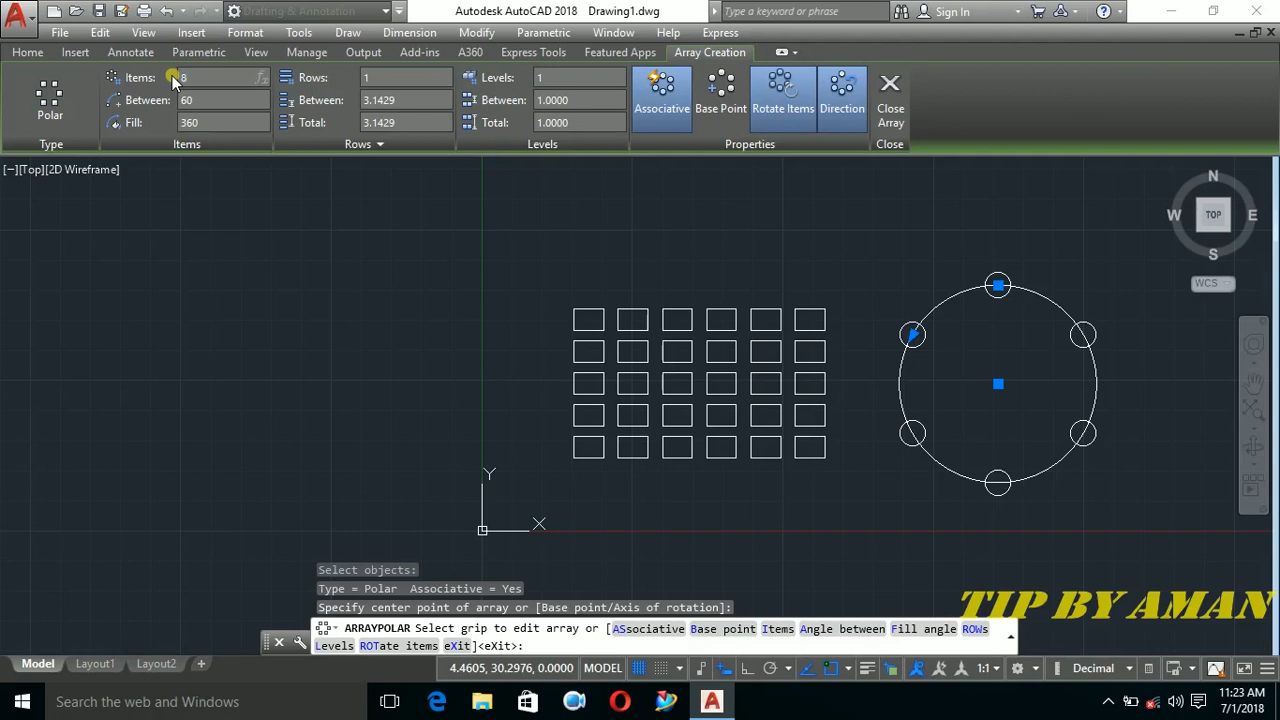 Drafting & Annotation
Autodesk AutoCAD 2018 Drawing1.dwg
Type a keyword or phrase
Sign In
File Edit View Insert Format Tools Draw Dimension Modify Parametric Window Help Express
Home Insert Annotate Parametric View Manage Output Add-ins A360 Express Tools Featured Apps Array Creation
Items: 8 Rows: 1 Levels: 1
Between: 60 Between: 3.1429 Between: 1.0000
Fill: 360 Total: 3.1429 Total: 1.0000
Polar
Associative Base Point Rotate Items Direction Close Array
Type Items Rows Levels Properties Close
[−][Top][2D Wireframe]
N
W TOP E
S
WCS
Y
X
Select objects:
Type = Polar Associative = Yes
Specify center point of array or [Base point/Axis of rotation]:
ARRAYPOLAR Select grip to edit array or [ASsociative Base point Items Angle between Fill angle ROWs
Levels ROTate items eXit]<eXit>:
TIP BY AMAN
Model Layout1 Layout2 +
4.4605, 30.2976, 0.0000 MODEL 1:1 Decimal
Search the web and Windows
11:23 AM
7/1/2018